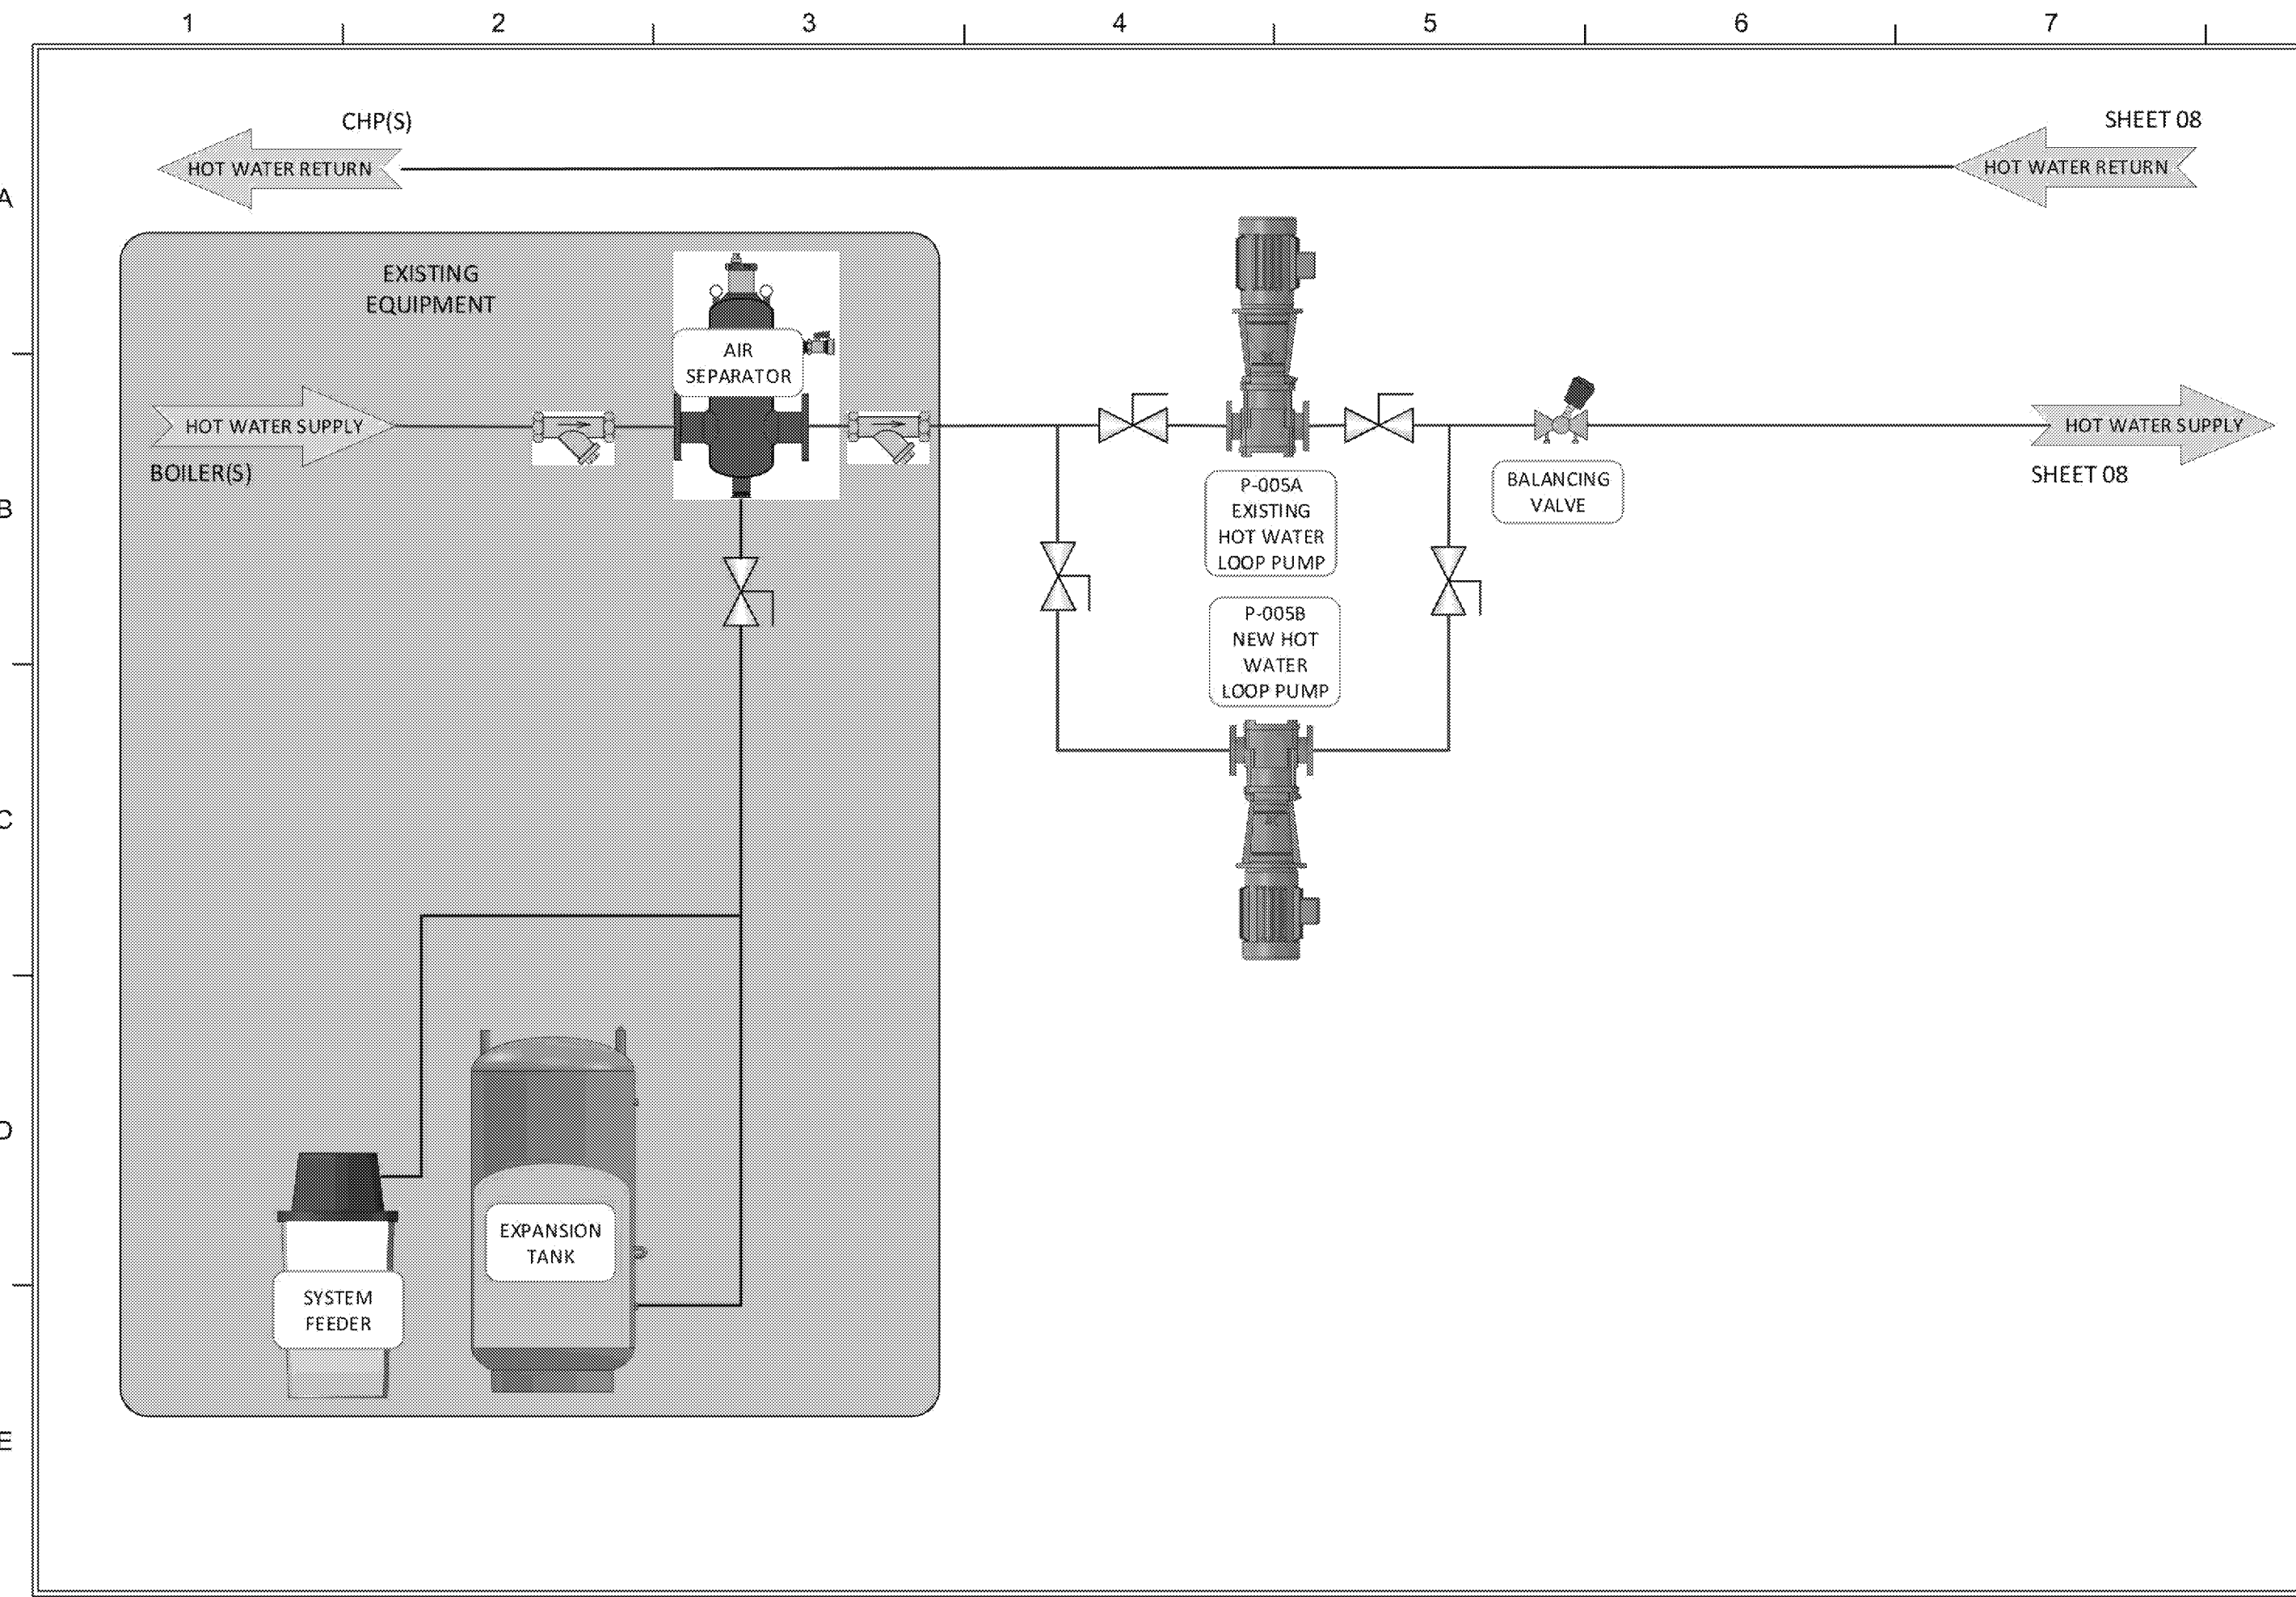 1 2 3 4 5 6 7
CHP(S)
SHEET 08
HOT WATER RETURN
HOT WATER RETURN
A
EXISTING
EQUIPMENT
AIR
SEPARATOR
HOT WATER SUPPLY
BOILER(S)
HOT WATER SUPPLY
SHEET 08
B
P-005A
EXISTING
HOT WATER
LOOP PUMP
BALANCING
VALVE
P-005B
NEW HOT
WATER
LOOP PUMP
C
D
EXPANSION
TANK
SYSTEM
FEEDER
E